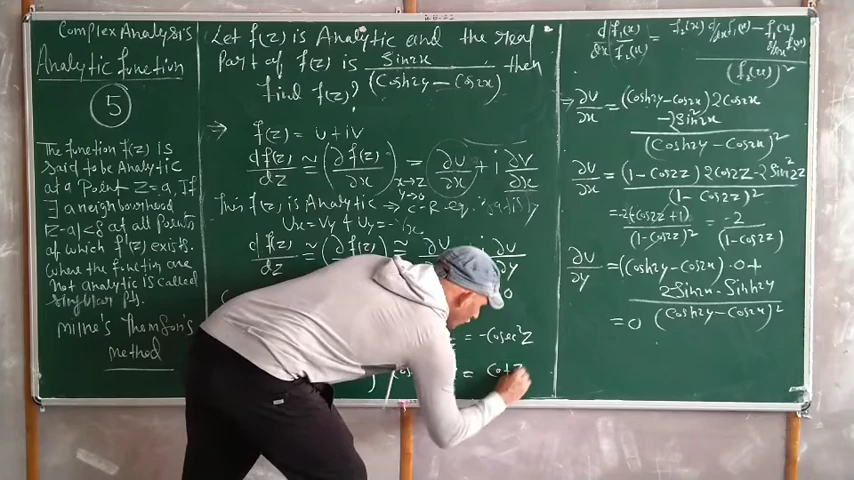 Complex Analysis
Analytic function
5
The function f(z) is
said to be Analytic
at a Point z=a, If
∃ a neighbourhood
|z-a|<δ at all Points
of which f'(z) exists.
Where the function are
not analytic is called
singular pts.
Milne's Thomson's
method
Let f(z) is Analytic and the real
Part of f(z) is Sin2x/(Cosh2y - Cos2x) then
find f(z)?
⇒ f(z) = u + iv
df(z)/dz ≃ (∂f(z)/∂x) x→z y→0 = ∂u/∂x + i ∂v/∂x
f(z) is Analytic → C-R eq. satisfy
Ux = Vy & Uy = -Vx
df(z)/dz ≃ (∂f(z)/∂x) ≃ ∂u/∂y
= -Cosec²z
= Cotz
d/dx f₁(x)/f₂(x) = f₂(x) d/dx f₁(x) - f₁(x) d/dx f₂(x) / (f₂(x))²
⇒ ∂u/∂x = (Cosh2y - Cos2x) 2Cos2x - 2Sin²2x / (Cosh2y - Cos2x)²
∂u/∂x = (1 - Cos2z) 2Cos2z - 2Sin²2z / (1 - Cos2z)²
= -2(-Cos2z + 1) / (1 - Cos2z)² = -2 / (1 - Cos2z)
∂u/∂y = (Cosh2y - Cos2x)·0 + 2Sin2x·Sinh2y / (Cosh2y - Cos2x)²
= 0